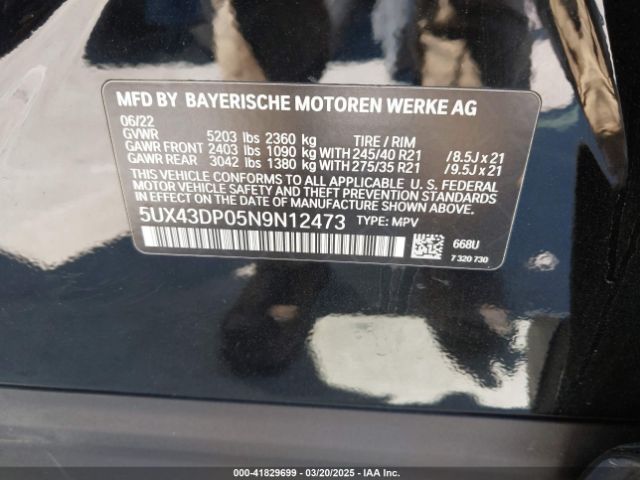 MFD BY BAYERISCHE MOTOREN WERKE AG
06/22
GVWR 5203 lbs 2360 kg TIRE / RIM
GAWR FRONT 2403 lbs 1090 kg WITH 245/40 R21 /8.5J x 21
GAWR REAR 3042 lbs 1380 kg WITH 275/35 R21 /9.5J x 21
THIS VEHICLE CONFORMS TO ALL APPLICABLE U. S. FEDERAL
MOTOR VEHICLE SAFETY AND THEFT PREVENTION STANDARDS
IN EFFECT ON THE DATE OF MANUFACTURE SHOWN ABOVE.
5UX43DP05N9N12473 TYPE: MPV
668U
7 320 730
00-41829699 — 03/20/2025 — IAA Inc.